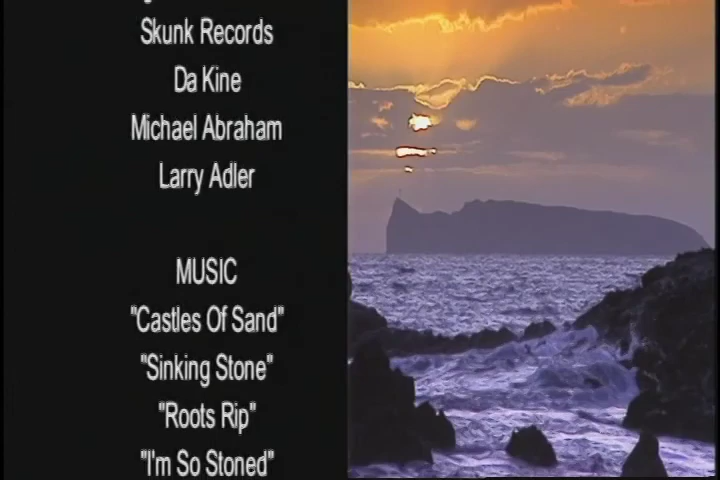 Skunk Records
Da Kine
Michael Abraham
Larry Adler
MUSIC
"Castles Of Sand"
"Sinking Stone"
"Roots Rip"
"I'm So Stoned"